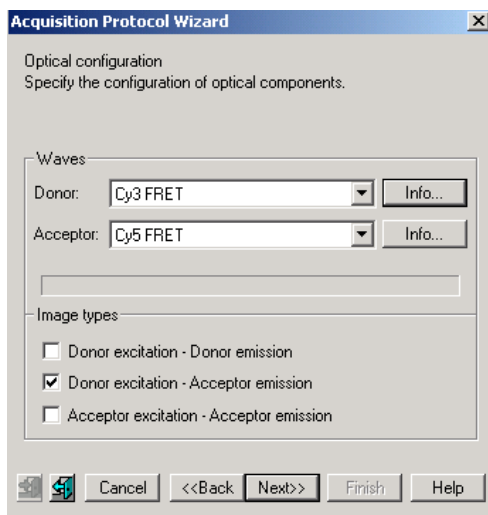 Acquisition Protocol Wizard
Optical configuration
Specify the configuration of optical components.
Waves
Donor: Cy3 FRET Info...
Acceptor: Cy5 FRET Info...
Image types
Donor excitation - Donor emission
Donor excitation - Acceptor emission
Acceptor excitation - Acceptor emission
Cancel <<Back Next>> Finish Help